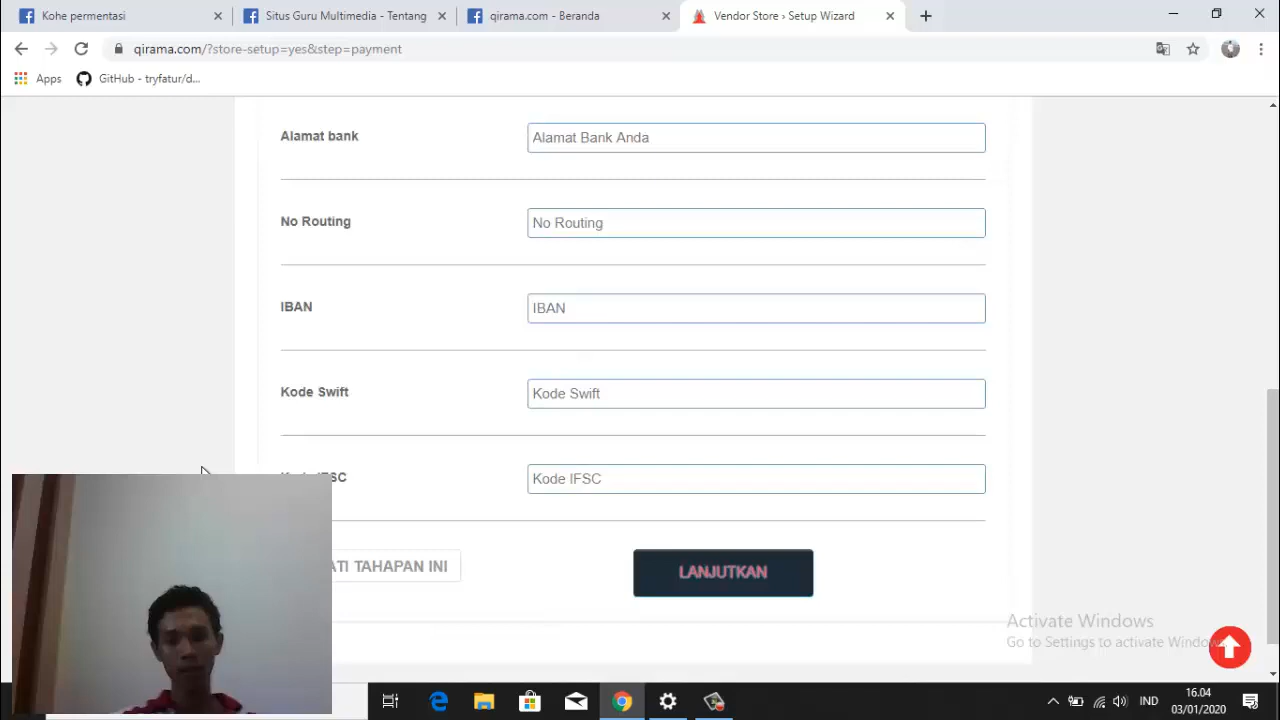 Kohe permentasi
Situs Guru Multimedia - Tentang
qirama.com - Beranda
Vendor Store › Setup Wizard
qirama.com/?store-setup=yes&step=payment
Apps
GitHub - tryfatur/d...
Alamat bank
Alamat Bank Anda
No Routing
No Routing
IBAN
IBAN
Kode Swift
Kode Swift
Kode IFSC
Kode IFSC
ATI TAHAPAN INI
LANJUTKAN
Activate Windows
Go to Settings to activate Windows
IND
16.04
03/01/2020